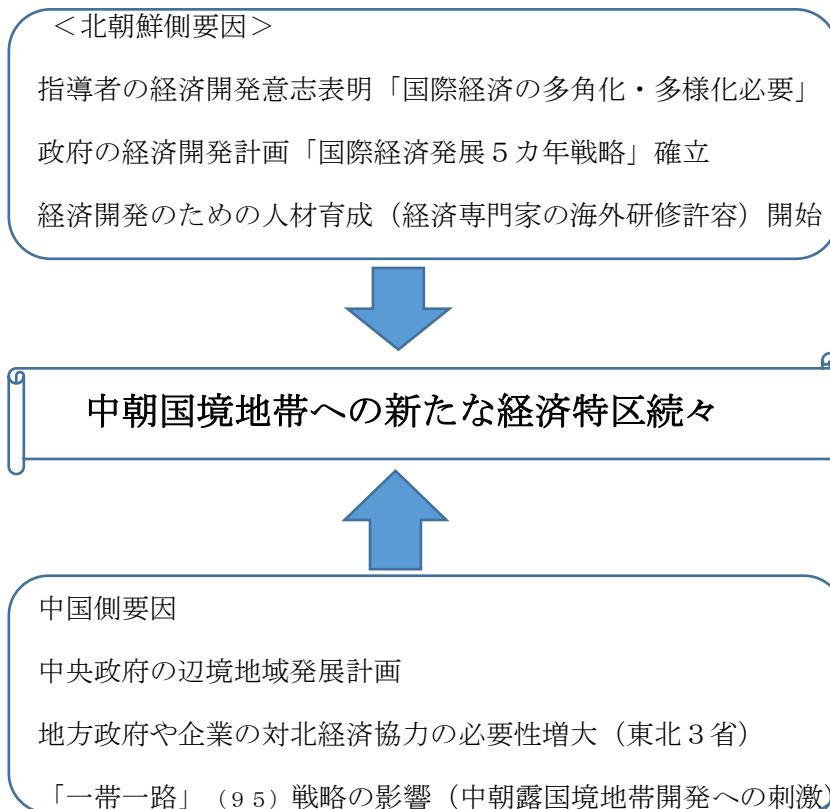 ＜北朝鮮側要因＞
指導者の経済開発意志表明「国際経済の多角化・多様化必要」
政府の経済開発計画「国際経済発展５カ年戦略」確立
経済開発のための人材育成（経済専門家の海外研修許容）開始
中朝国境地帯への新たな経済特区続々
中国側要因
中央政府の辺境地域発展計画
地方政府や企業の対北経済協力の必要性増大（東北３省）
「一帯一路」（９５）戦略の影響（中朝露国境地帯開発への刺激）